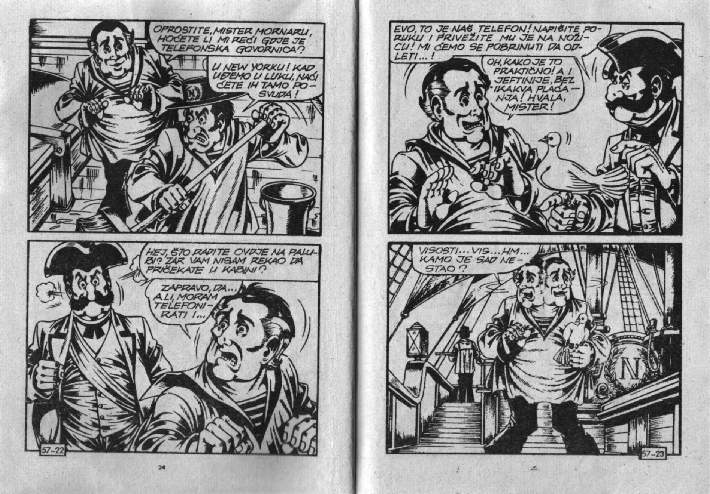 OPROSTITE, MISTER MORNARU,
HOĆETE LI MI REĆI GDJE JE
TELEFONSKA GOVORNICA?
U NEW YORKU! KAD
UĐEMO U LUKU, NAĆI
ĆETE IH TAMO PO-
SVUDA!
HEJ, ŠTO RADITE OVDJE NA PALU-
BI? ZAR VAM NISAM REKAO DA
PRIČEKATE U KABINI?
ZAPRAVO, DA...
ALI, MORAM
TELEFONI-
RATI!...
57-22
24
EVO, TO JE NAŠ TELEFON! NAPIŠITE PO-
RUKU I PRIVEŽITE MU JE NA NOŽI-
CU! MI ĆEMO SE POBRINUTI DA OD-
LETI...!
OH, KAKO JE TO
PRAKTIČNO! A I
JEFTINIJE, BEZ
IKAKVA PLAĆA-
NJA! HVALA,
MISTER!
VISOSTI... VIS... HM...
KAMO JE SAD NE-
STAO?
N
57-23